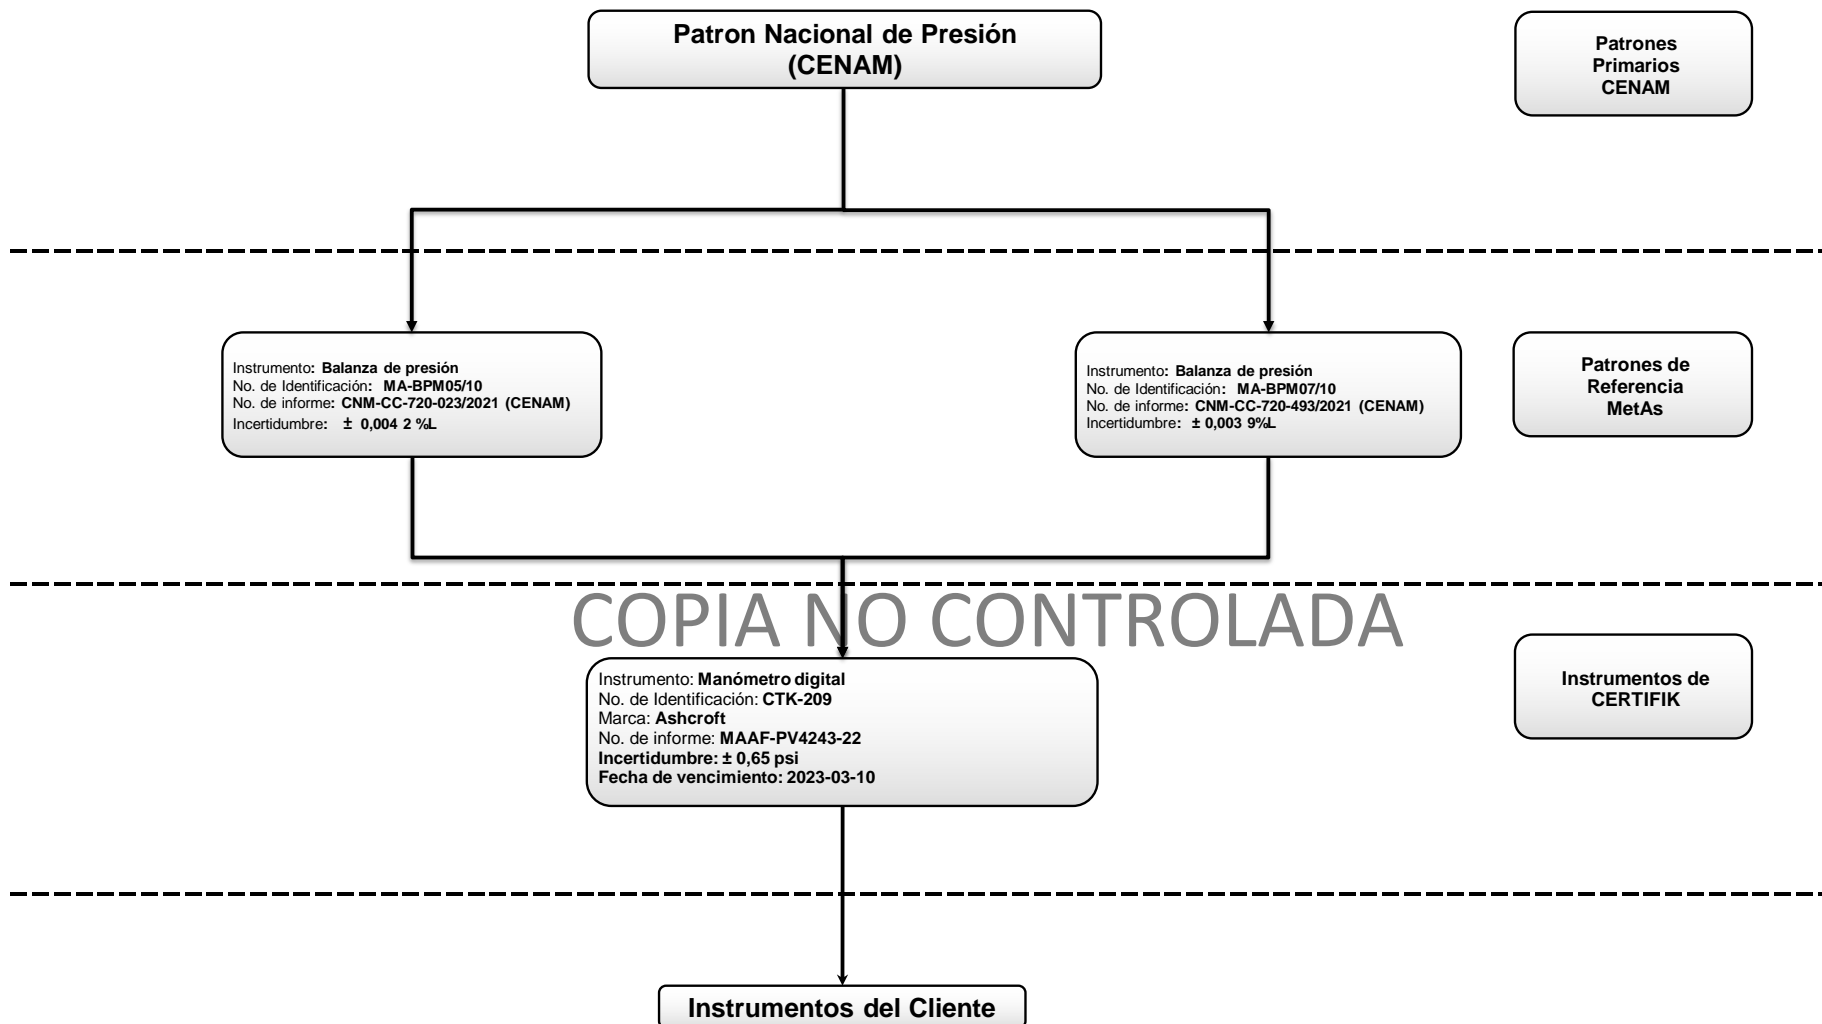 Patron Nacional de Presión
(CENAM)
Patrones
Primarios
CENAM
Instrumento: Balanza de presión
No. de Identificación: MA-BPM05/10
No. de informe: CNM-CC-720-023/2021 (CENAM)
Incertidumbre: ± 0,004 2 %L
Instrumento: Balanza de presión
No. de Identificación: MA-BPM07/10
No. de informe: CNM-CC-720-493/2021 (CENAM)
Incertidumbre: ± 0,003 9%L
Patrones de
Referencia
MetAs
COPIA NO CONTROLADA
Instrumento: Manómetro digital
No. de Identificación: CTK-209
Marca: Ashcroft
No. de informe: MAAF-PV4243-22
Incertidumbre: ± 0,65 psi
Fecha de vencimiento: 2023-03-10
Instrumentos de
CERTIFIK
Instrumentos del Cliente